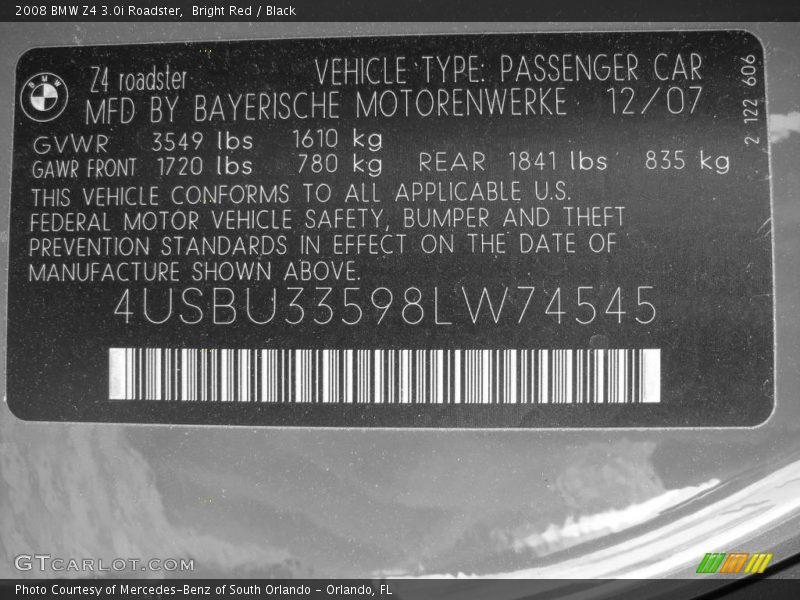 2008 BMW Z4 3.0i Roadster,  Bright Red / Black
BMW
Z4 roadster
VEHICLE TYPE: PASSENGER CAR
MFD BY BAYERISCHE MOTORENWERKE 12/07
2 122 606
GVWR 3549 lbs 1610 kg
GAWR FRONT 1720 lbs 780 kg REAR 1841 lbs 835 kg
THIS VEHICLE CONFORMS TO ALL APPLICABLE U.S.
FEDERAL MOTOR VEHICLE SAFETY, BUMPER AND THEFT
PREVENTION STANDARDS IN EFFECT ON THE DATE OF
MANUFACTURE SHOWN ABOVE.
4USBU33598LW74545
GTCARLOT.COM
Photo Courtesy of Mercedes-Benz of South Orlando - Orlando, FL